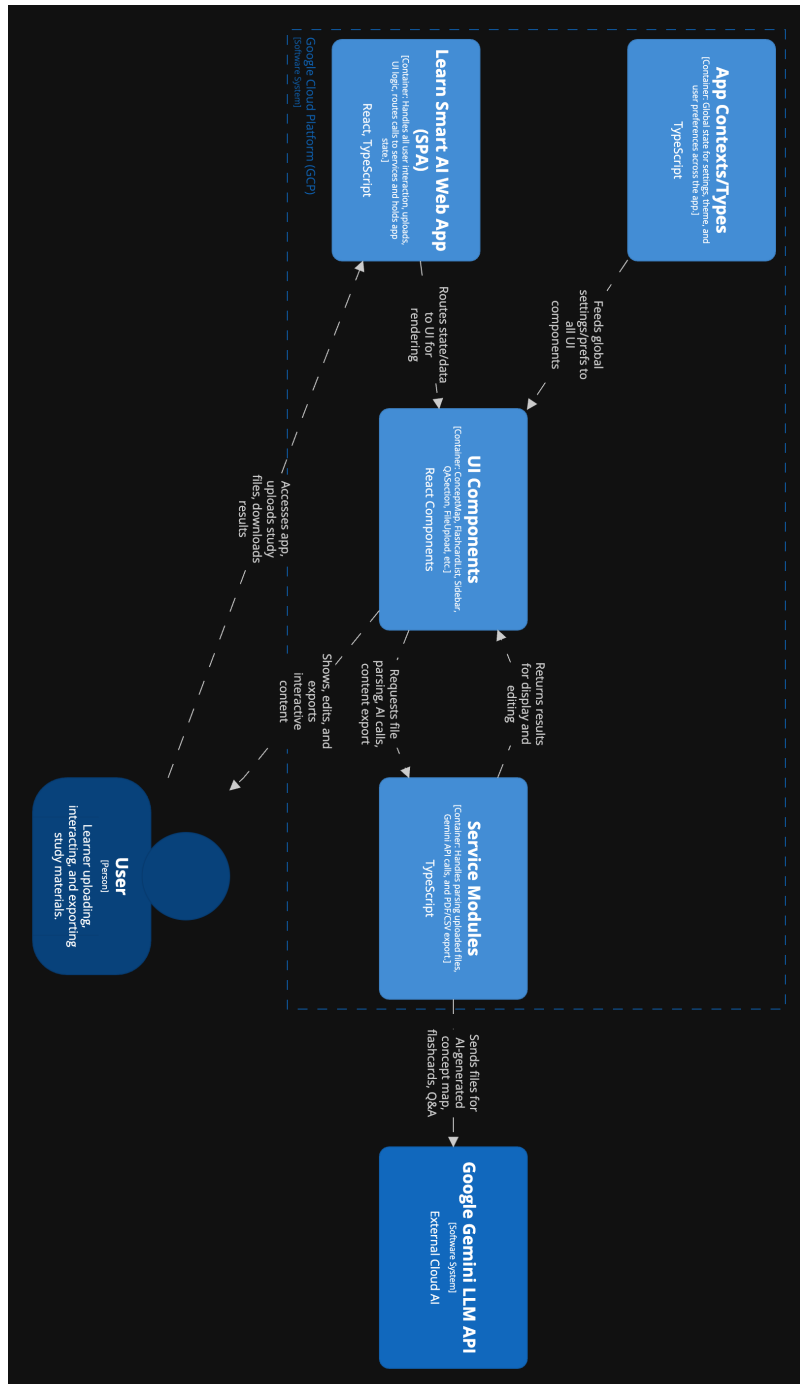 App Contexts/Types
[Container: Global state for settings, theme, and
user preferences across the app.]
TypeScript
Learn Smart AI Web App
(SPA)
[Container: Handles all user interaction, uploads,
UI logic, routes calls to services and holds app
state.]
React, TypeScript
Google Cloud Platform (GCP)
[Software System]
Feeds global
settings/prefs to
all UI
components
Routes state/data
to UI for
rendering
UI Components
[Container: ConceptMap, FlashcardList, Sidebar,
QASection, FileUpload, etc.]
React Components
Accesses app,
uploads study
files, downloads
results
Returns results
for display and
editing
Requests file
parsing, AI calls,
content export
Shows, edits, and
exports
interactive
content
Service Modules
[Container: Handles parsing uploaded files,
Gemini API calls, and PDF/CSV export.]
TypeScript
User
[Person]
Learner uploading,
interacting, and exporting
study materials.
Sends files for
AI-generated
concept map,
flashcards, Q&A
Google Gemini LLM API
[Software System]
External Cloud AI